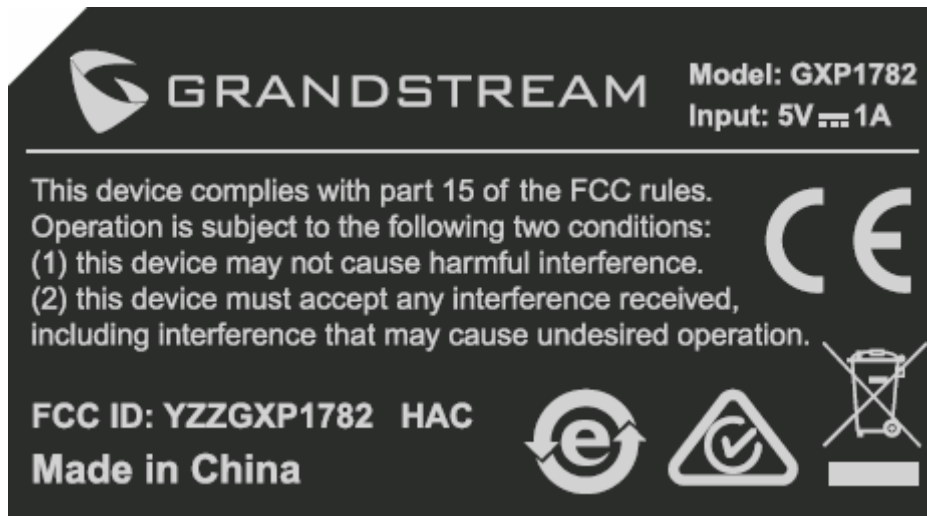 GRANDSTREAM
Model: GXP1782
Input: 5V⎓1A
This device complies with part 15 of the FCC rules.
Operation is subject to the following two conditions:
(1) this device may not cause harmful interference.
(2) this device must accept any interference received,
including interference that may cause undesired operation.
CE
FCC ID: YZZGXP1782 HAC
e
Made in China